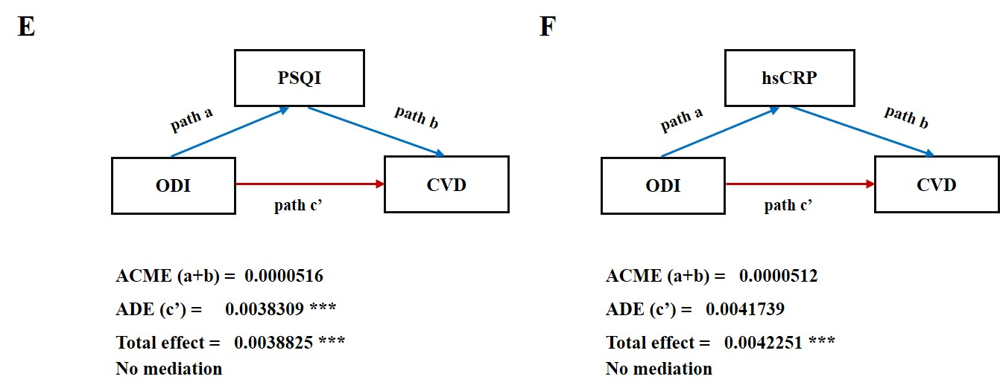 E
PSQI
path a
path b
ODI
CVD
path c’
ACME (a+b) = 0.0000516
ADE (c’) = 0.0038309 ***
Total effect = 0.0038825 ***
No mediation
F
hsCRP
path a
path b
ODI
CVD
path c’
ACME (a+b) = 0.0000512
ADE (c’) = 0.0041739
Total effect = 0.0042251 ***
No mediation